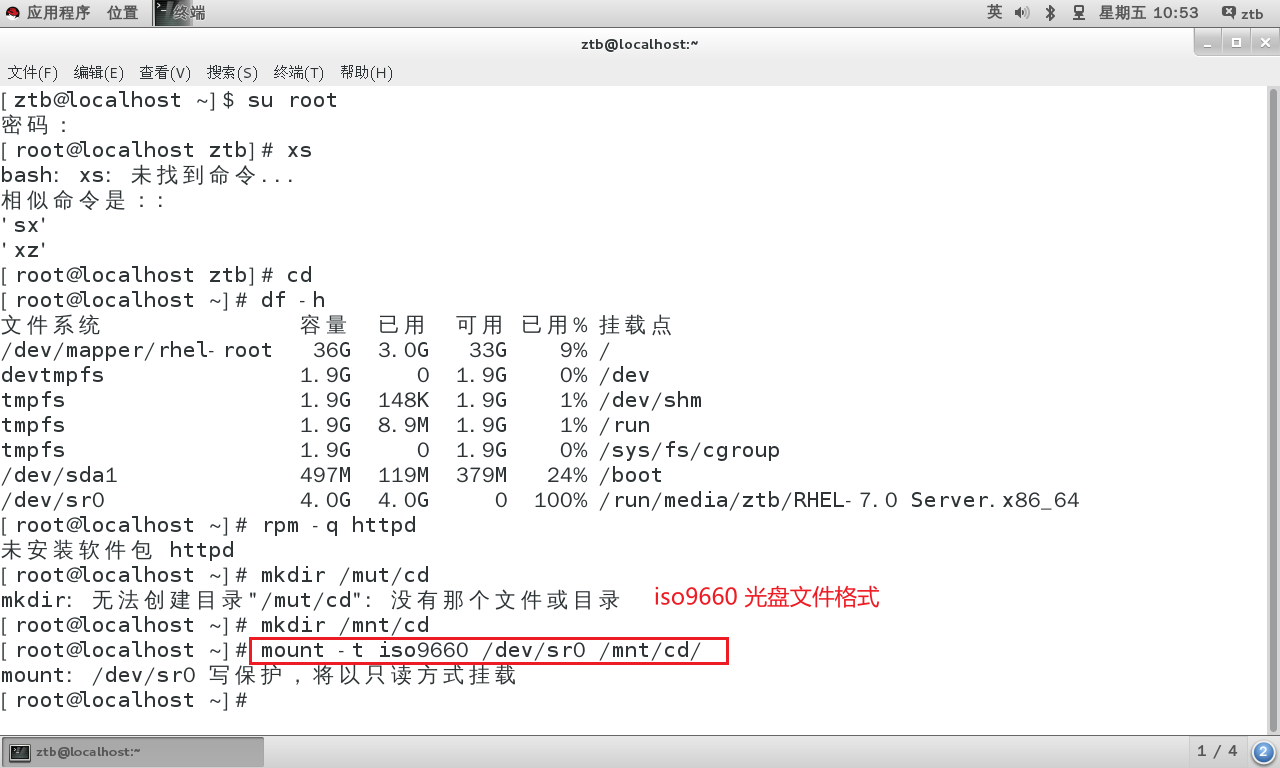 应用程序 位置 终端 英 星期五 10:53 ztb
ztb@localhost:~
文件(F) 编辑(E) 查看(V) 搜索(S) 终端(T) 帮助(H)
[ztb@localhost ~]$ su root
密码：
[root@localhost ztb]# xs
bash: xs: 未找到命令...
相似命令是：:
'sx'
'xz'
[root@localhost ztb]# cd
[root@localhost ~]# df -h
文件系统 容量 已用 可用 已用% 挂载点
/dev/mapper/rhel-root 36G 3.0G 33G 9% /
devtmpfs 1.9G 0 1.9G 0% /dev
tmpfs 1.9G 148K 1.9G 1% /dev/shm
tmpfs 1.9G 8.9M 1.9G 1% /run
tmpfs 1.9G 0 1.9G 0% /sys/fs/cgroup
/dev/sda1 497M 119M 379M 24% /boot
/dev/sr0 4.0G 4.0G 0 100% /run/media/ztb/RHEL-7.0 Server.x86_64
[root@localhost ~]# rpm -q httpd
未安装软件包 httpd
[root@localhost ~]# mkdir /mut/cd
mkdir: 无法创建目录"/mut/cd": 没有那个文件或目录 iso9660 光盘文件格式
[root@localhost ~]# mkdir /mnt/cd
[root@localhost ~]# mount -t iso9660 /dev/sr0 /mnt/cd/
mount: /dev/sr0 写保护，将以只读方式挂载
[root@localhost ~]#
ztb@localhost:~ 1 / 4 2